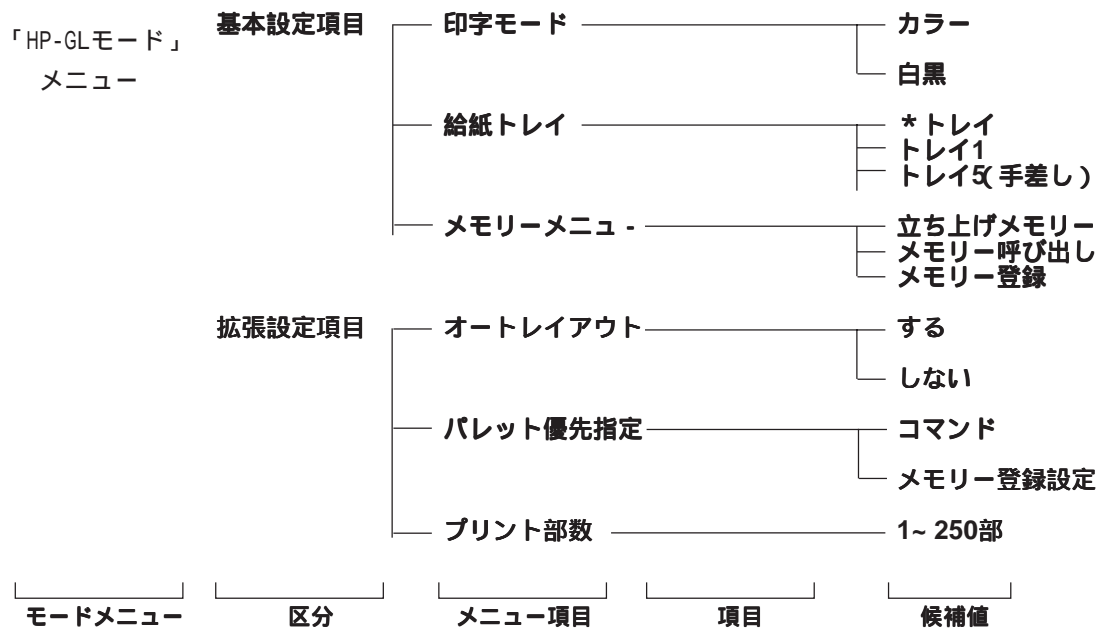 「HP-GLモード」
メニュー
基本設定項目
印字モード
カラー
白黒
給紙トレイ
*トレイ
トレイ1
トレイ5(手差し)
メモリーメニュ-
立ち上げメモリー
メモリー呼び出し
メモリー登録
拡張設定項目
オートレイアウト
する
しない
パレット優先指定
コマンド
メモリー登録設定
プリント部数
1~ 250部
モードメニュー
区分
メニュー項目
項目
候補値